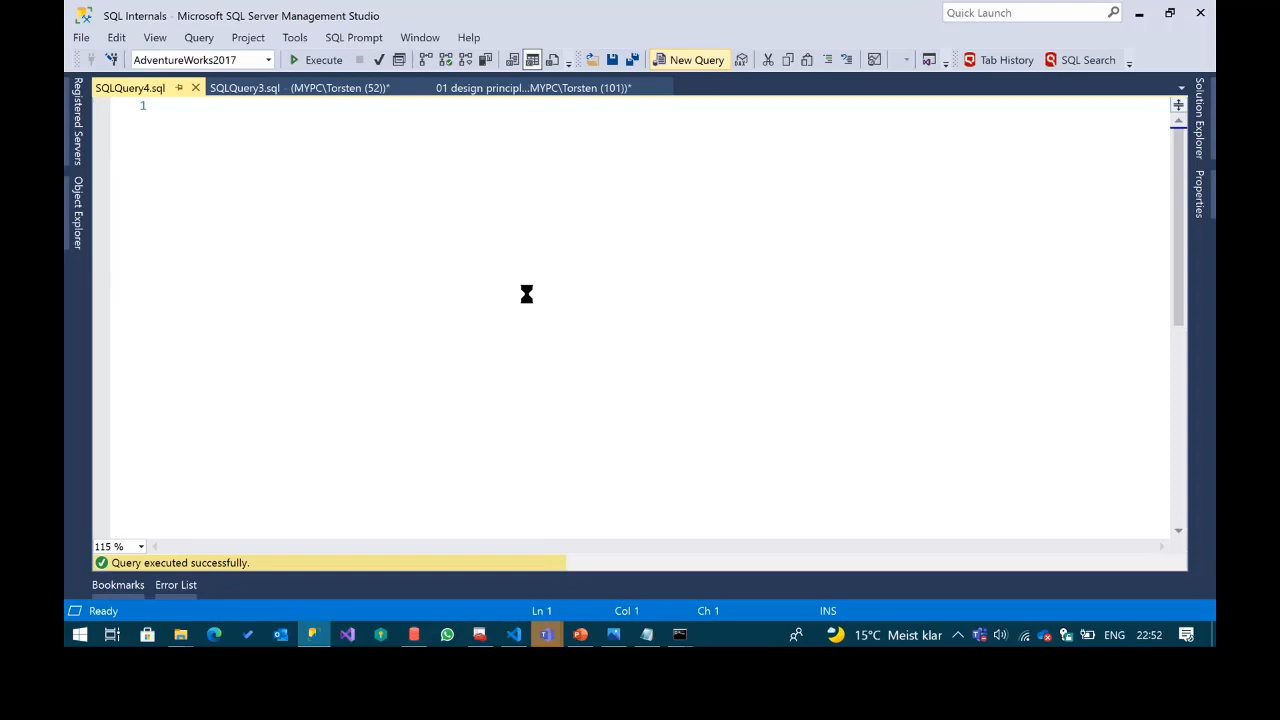 SQL Internals - Microsoft SQL Server Management Studio
Quick Launch
File Edit View Query Project Tools SQL Prompt Window Help
AdventureWorks2017 Execute New Query Tab History SQL Search
SQLQuery4.sql SQLQuery3.sql - (MYPC\Torsten (52))* 01 design principl...MYPC\Torsten (101))*
Registered Servers
Object Explorer
Solution Explorer
Properties
1
115 %
Query executed successfully.
Bookmarks Error List
Ready Ln 1 Col 1 Ch 1 INS
15°C Meist klar ENG 22:52